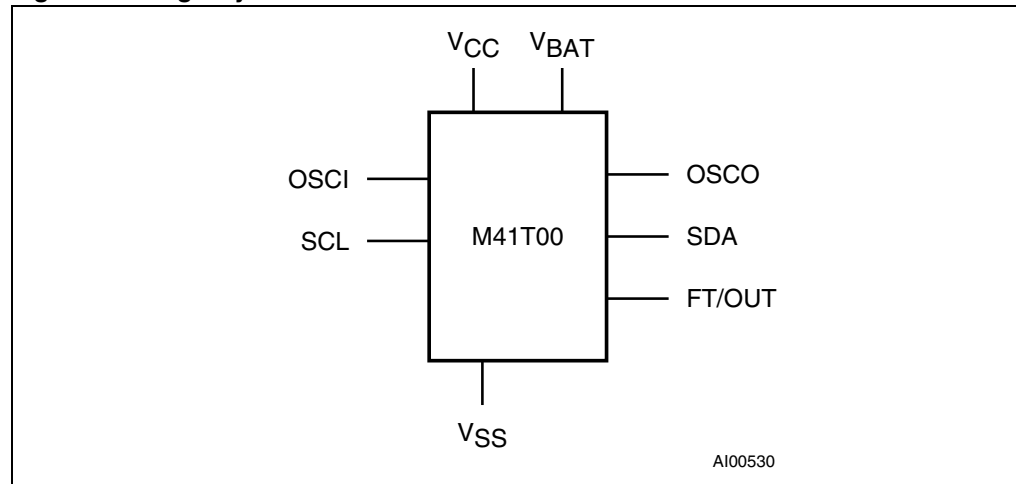 VCC VBAT
OSCI OSCO
SCL M41T00 SDA
FT/OUT
VSS
AI00530